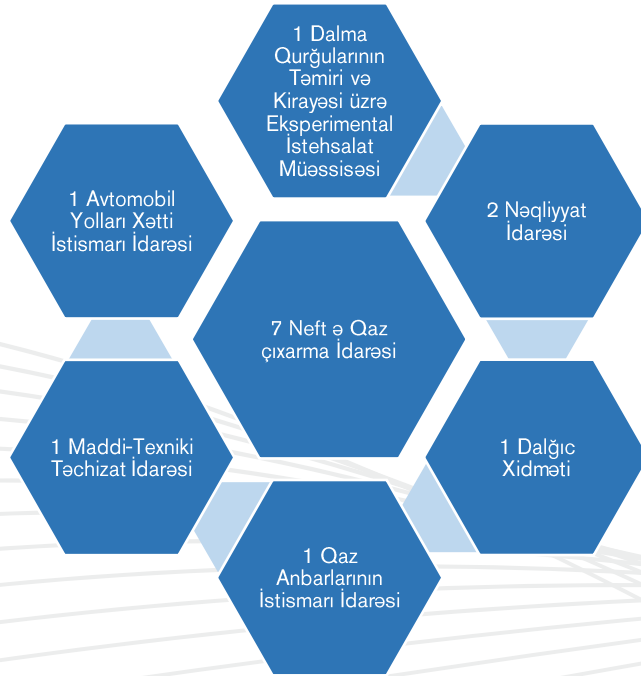 1 Dalma
Qurğularının
Təmiri və
Kirayəsi üzrə
Eksperimental
İstehsalat
Müəssisəsi
2 Nəqliyyat
İdarəsi
1 Dalğıc
Xidməti
1 Qaz
Anbarlarının
İstismarı İdarəsi
1 Maddi-Texniki
Təchizat İdarəsi
1 Avtomobil
Yolları Xətti
İstismarı İdarəsi
7 Neft ə Qaz
çıxarma İdarəsi